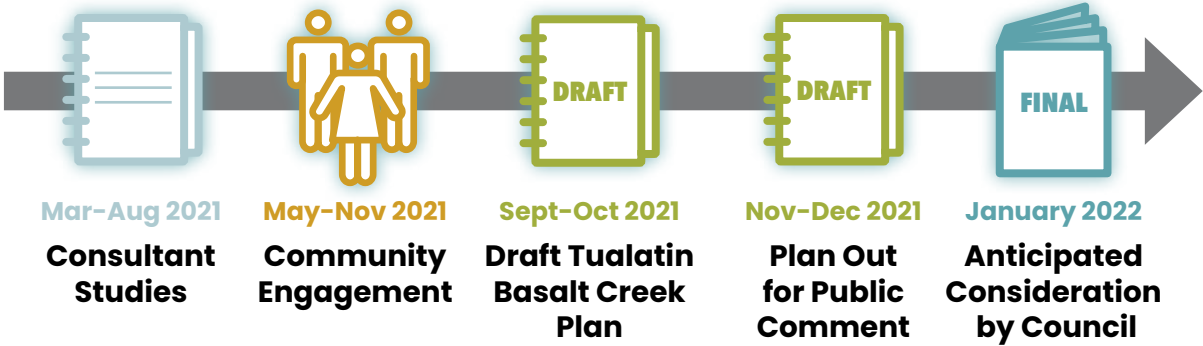 DRAFT
DRAFT
FINAL
Mar-Aug 2021
Consultant
Studies
May-Nov 2021
Community
Engagement
Sept-Oct 2021
Draft Tualatin
Basalt Creek
Plan
Nov-Dec 2021
Plan Out
for Public
Comment
January 2022
Anticipated
Consideration
by Council